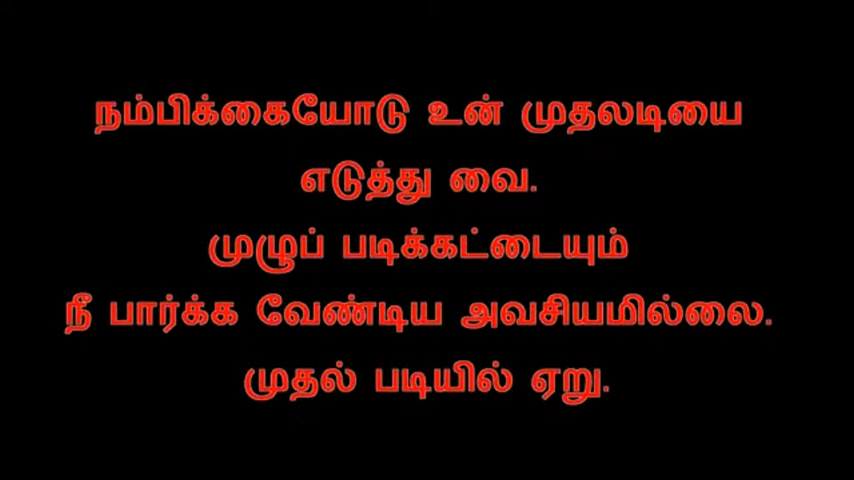 நம்பிக்கையோடு உன் முதலடியை
எடுத்து வை.
முழுப் படிக்கட்டையும்
நீ பார்க்க வேண்டிய அவசியமில்லை.
முதல் படியில் ஏறு.